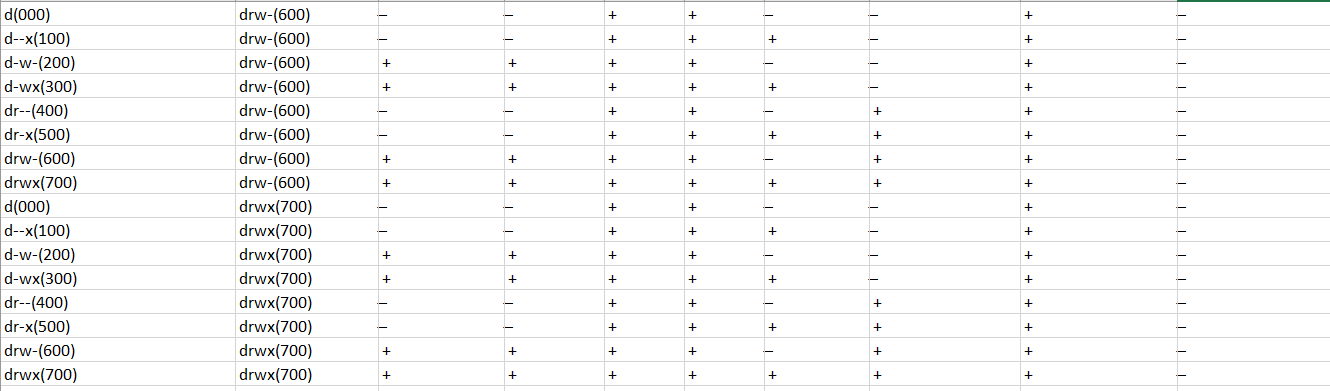 d(000) drw-(600) – – + + – – + –
d--x(100) drw-(600) – – + + + – + –
d-w-(200) drw-(600) + + + + – – + –
d-wx(300) drw-(600) + + + + + – + –
dr--(400) drw-(600) – – + + – + + –
dr-x(500) drw-(600) – – + + + + + –
drw-(600) drw-(600) + + + + – + + –
drwx(700) drw-(600) + + + + + + + –
d(000) drwx(700) – – + + – – + –
d--x(100) drwx(700) – – + + + – + –
d-w-(200) drwx(700) + + + + – – + –
d-wx(300) drwx(700) + + + + + – + –
dr--(400) drwx(700) – – + + – + + –
dr-x(500) drwx(700) – – + + + + + –
drw-(600) drwx(700) + + + + – + + –
drwx(700) drwx(700) + + + + + + + –